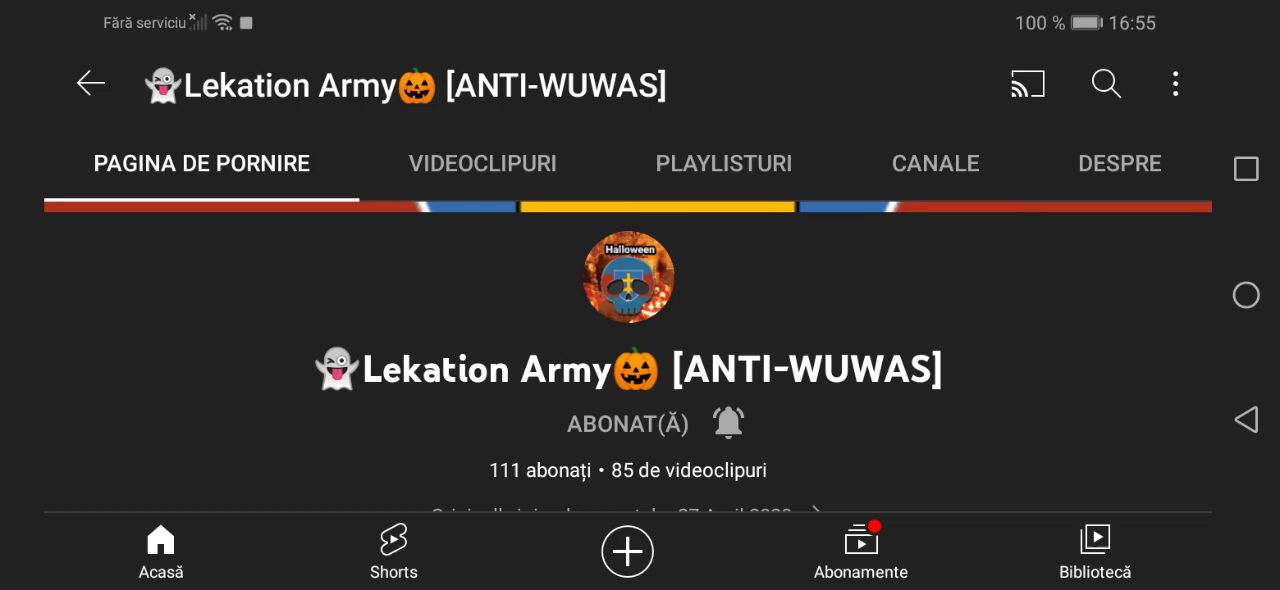 Fără serviciu
100 % 16:55
👻Lekation Army🎃 [ANTI-WUWAS]
PAGINA DE PORNIRE VIDEOCLIPURI PLAYLISTURI CANALE DESPRE
Halloween
👻Lekation Army🎃 [ANTI-WUWAS]
ABONAT(Ă)
111 abonați • 85 de videoclipuri
Acasă Shorts Abonamente Bibliotecă